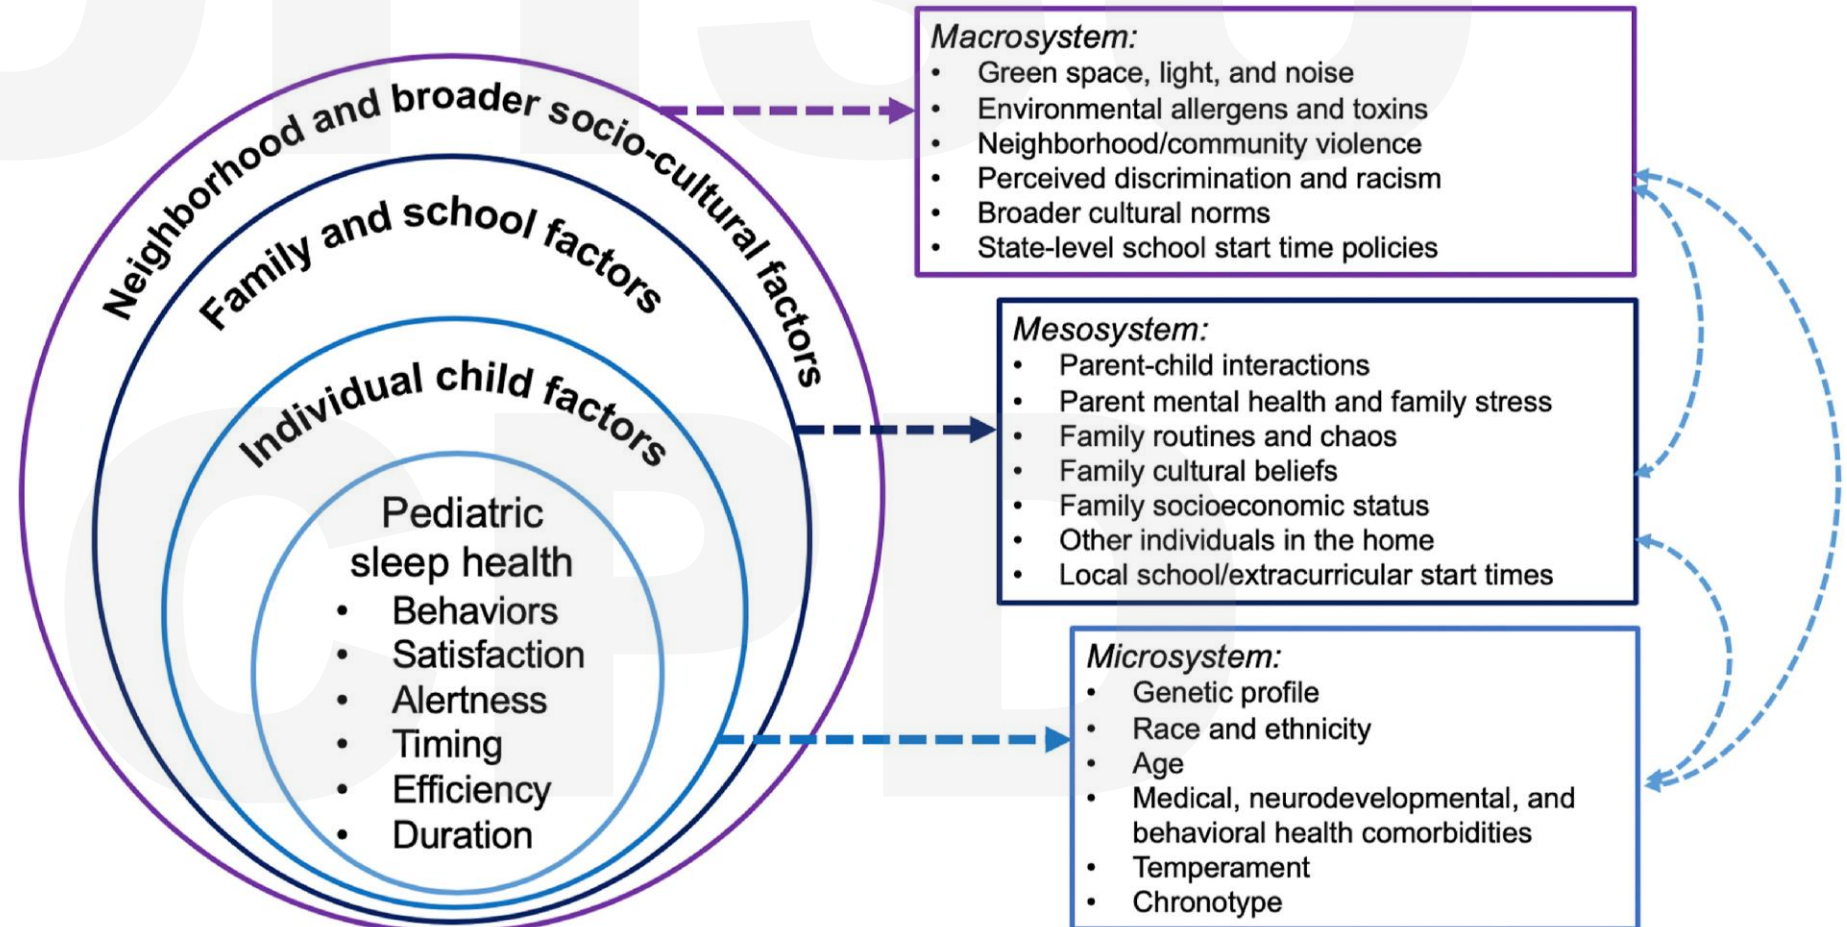 Neighborhood and broader socio-cultural factors
Family and school factors
Individual child factors
Pediatric
sleep health
• Behaviors
• Satisfaction
• Alertness
• Timing
• Efficiency
• Duration
Macrosystem:
• Green space, light, and noise
• Environmental allergens and toxins
• Neighborhood/community violence
• Perceived discrimination and racism
• Broader cultural norms
• State-level school start time policies
Mesosystem:
• Parent-child interactions
• Parent mental health and family stress
• Family routines and chaos
• Family cultural beliefs
• Family socioeconomic status
• Other individuals in the home
• Local school/extracurricular start times
Microsystem:
• Genetic profile
• Race and ethnicity
• Age
• Medical, neurodevelopmental, and
behavioral health comorbidities
• Temperament
• Chronotype
CPD